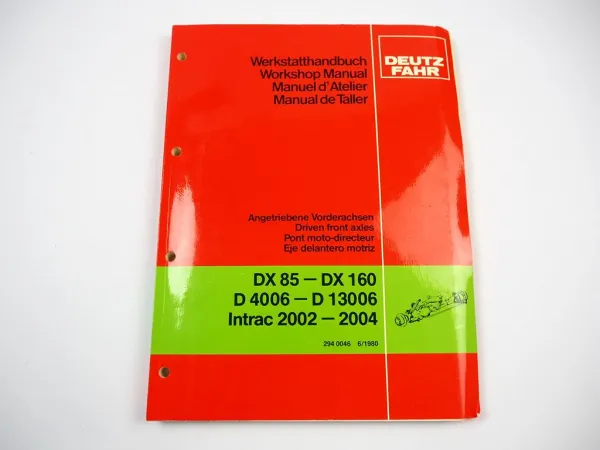 Werkstatthandbuch
Workshop Manual
Manuel d'Atelier
Manual de Taller
DEUTZ
FAHR
Angetriebene Vorderachsen
Driven front axles
Pont moto-directeur
Eje delantero motriz
DX 85 – DX 160
D 4006 – D 13006
Intrac 2002 – 2004
294 0046 6/1980